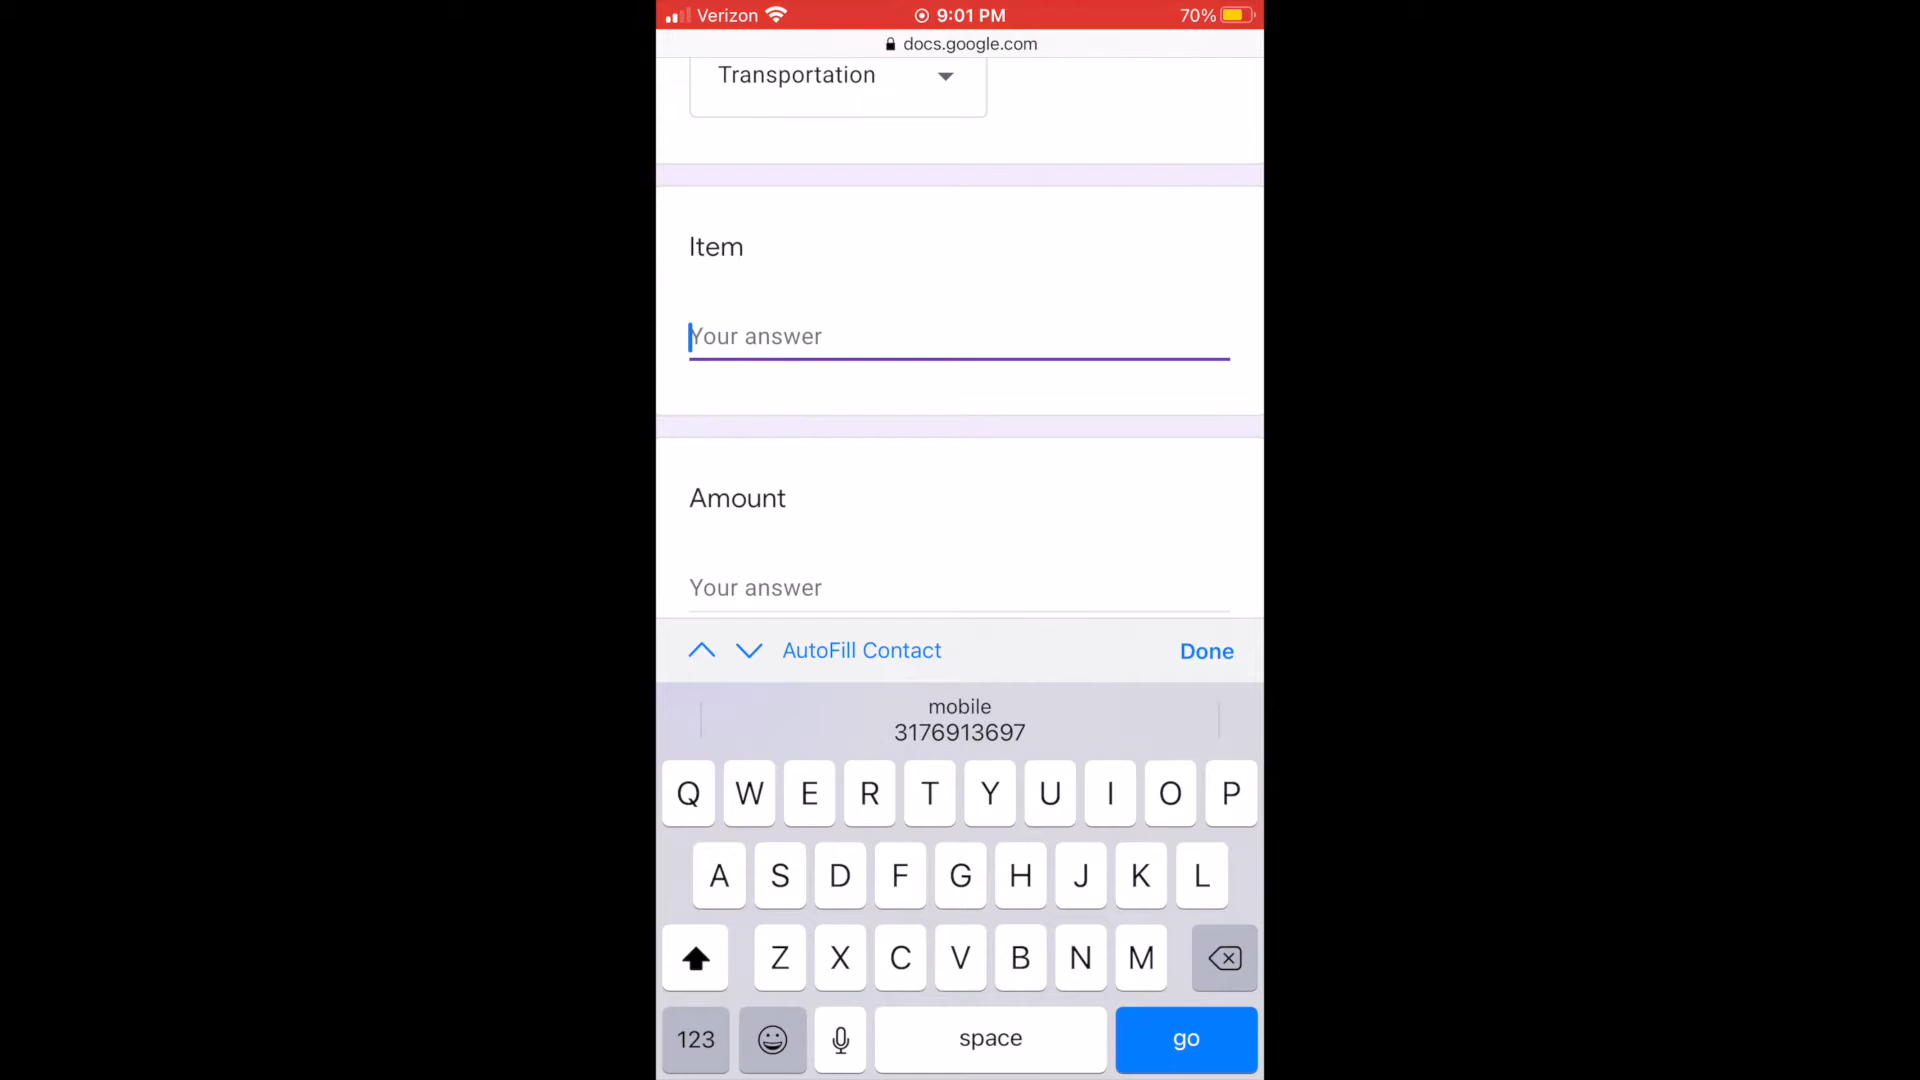 Verizon 9:01 PM 70%
docs.google.com
Transportation
Item
Your answer
Amount
Your answer
AutoFill Contact Done
mobile
3176913697
Q W E R T Y U I O P
A S D F G H J K L
Z X C V B N M
123 space go